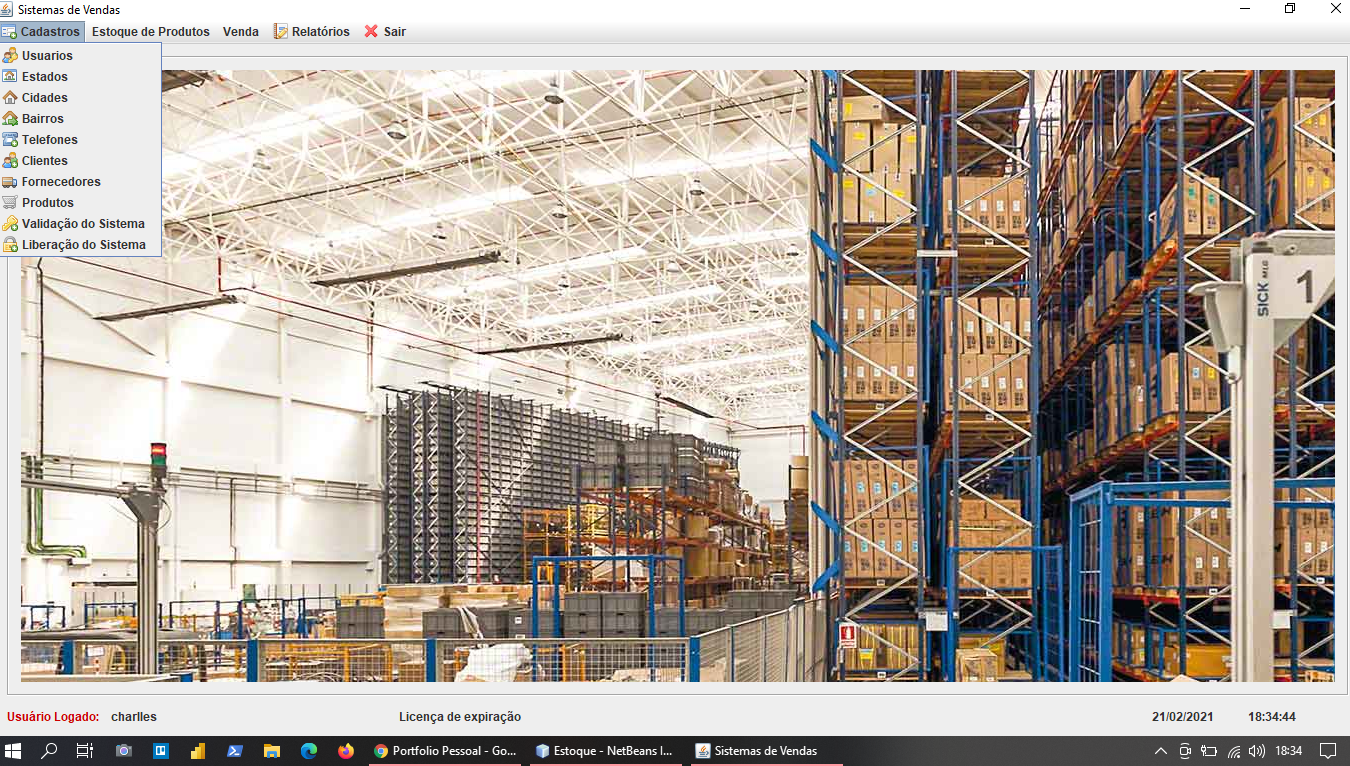 Sistemas de Vendas
Cadastros Estoque de Produtos Venda Relatórios Sair
Usuarios
Estados
Cidades
Bairros
Telefones
Clientes
Fornecedores
Produtos
Validação do Sistema
Liberação do Sistema
SICK
1
Usuário Logado: charlles Licença de expiração 21/02/2021 18:34:44
Portfolio Pessoal - Go... Estoque - NetBeans I... Sistemas de Vendas 18:34